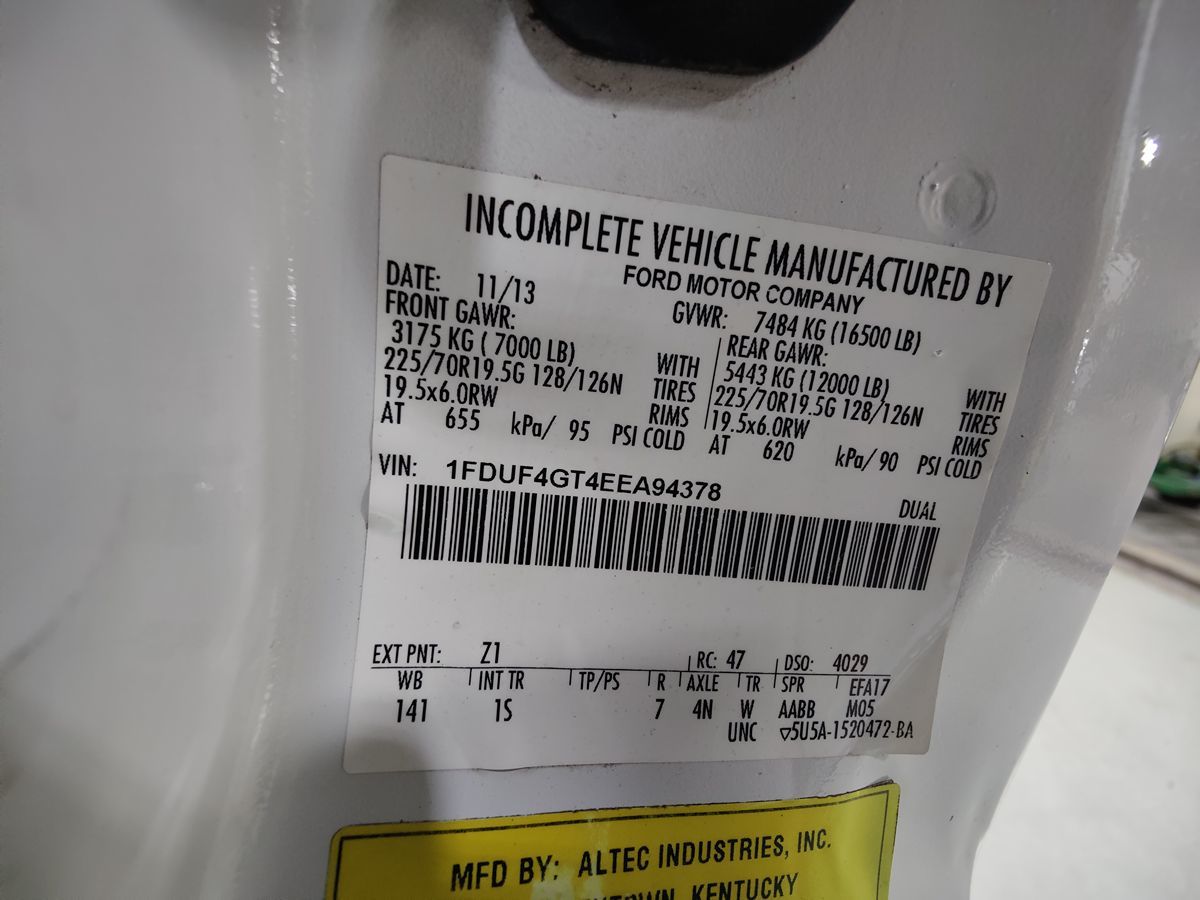 INCOMPLETE VEHICLE MANUFACTURED BY
FORD MOTOR COMPANY
DATE: 11/13 GVWR: 7484 KG (16500 LB)
FRONT GAWR: REAR GAWR:
3175 KG ( 7000 LB) WITH 5443 KG (12000 LB) WITH
225/70R19.5G 128/126N TIRES 225/70R19.5G 128/126N TIRES
19.5x6.0RW RIMS 19.5x6.0RW RIMS
AT 655 kPa/ 95 PSI COLD AT 620 kPa/ 90 PSI COLD
VIN: 1FDUF4GT4EEA94378
DUAL
EXT PNT: Z1 RC: 47 DSO: 4029
WB INT TR TP/PS R AXLE TR SPR EFA17
141 1S 7 4N W AABB M05
UNC ▽5U5A-1520472-BA
MFD BY: ALTEC INDUSTRIES, INC.
KENTUCKY